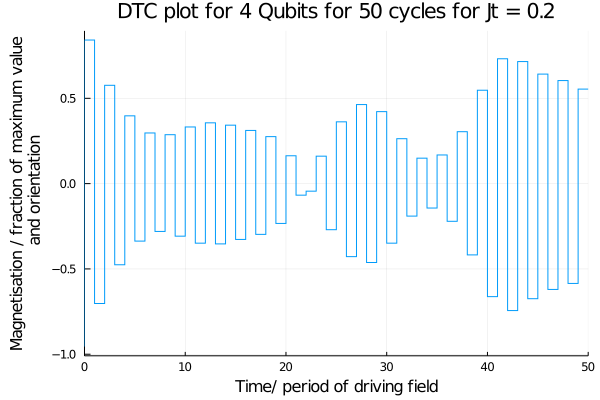 DTC plot for 4 Qubits for 50 cycles for Jt = 0.2
Magnetisation / fraction of maximum value
and orientation
0.5
0.0
−0.5
−1.0
0
10
20
30
40
50
Time/ period of driving field